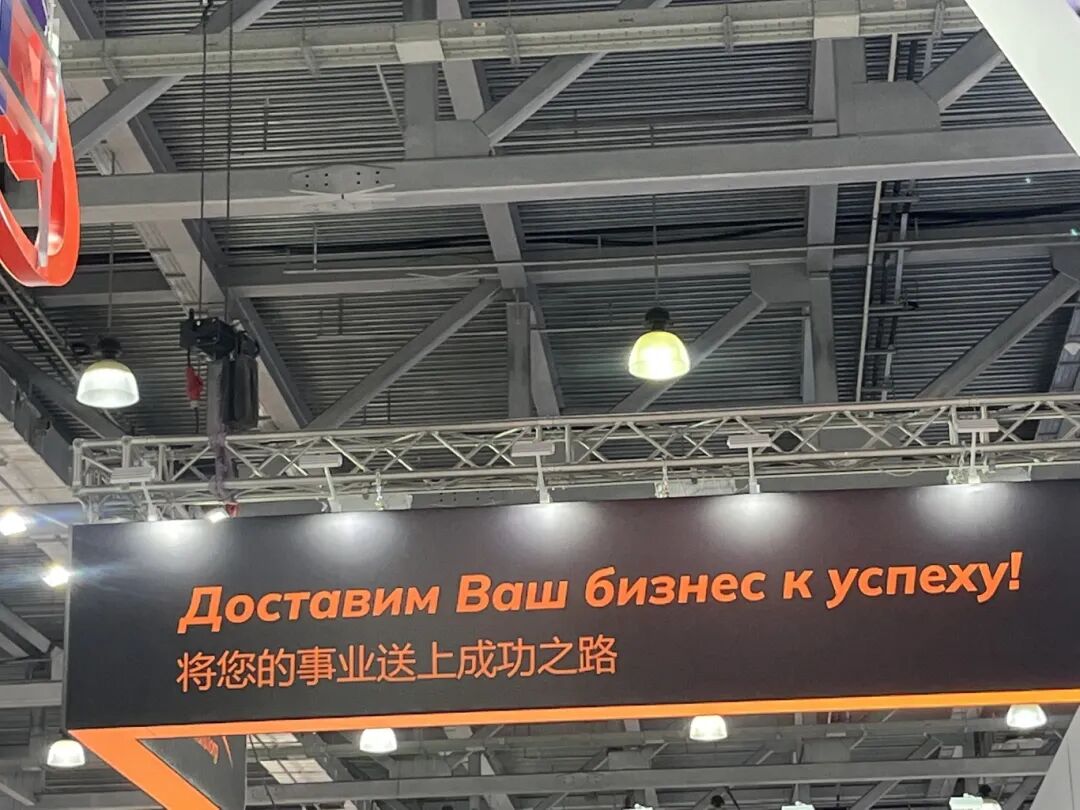 Доставим Ваш бизнес к успеху!
将您的事业送上成功之路